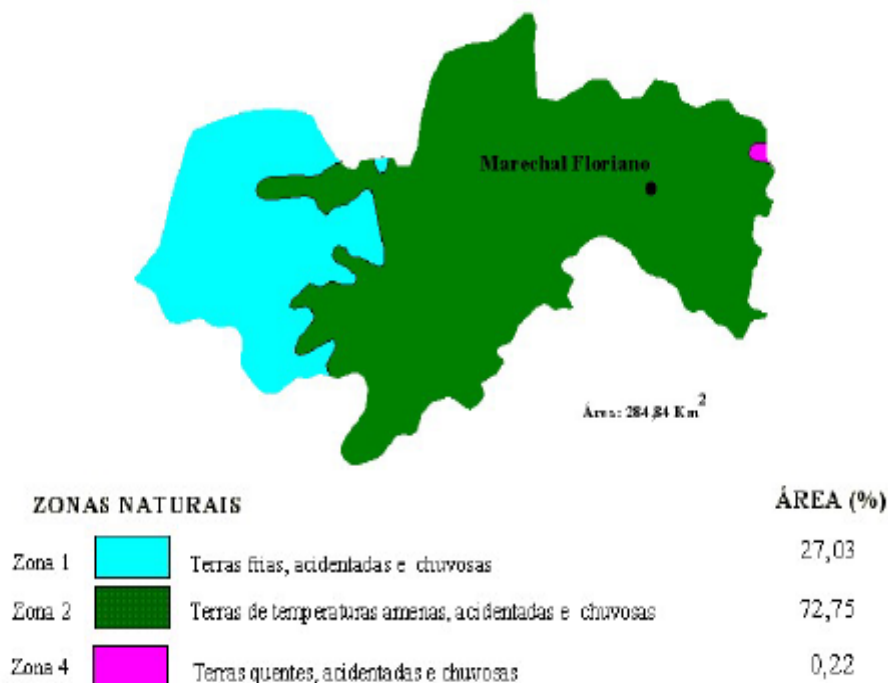 Marechal Floriano
Área: 284,84 Km²
ZONAS NATURAIS ÁREA (%)
Zona 1 Terras frias, acidentadas e chuvosas 27,03
Zona 2 Terras de temperaturas amenas, acidentadas e chuvosas 72,75
Zona 4 Terras quentes, acidentadas e chuvosas 0,22